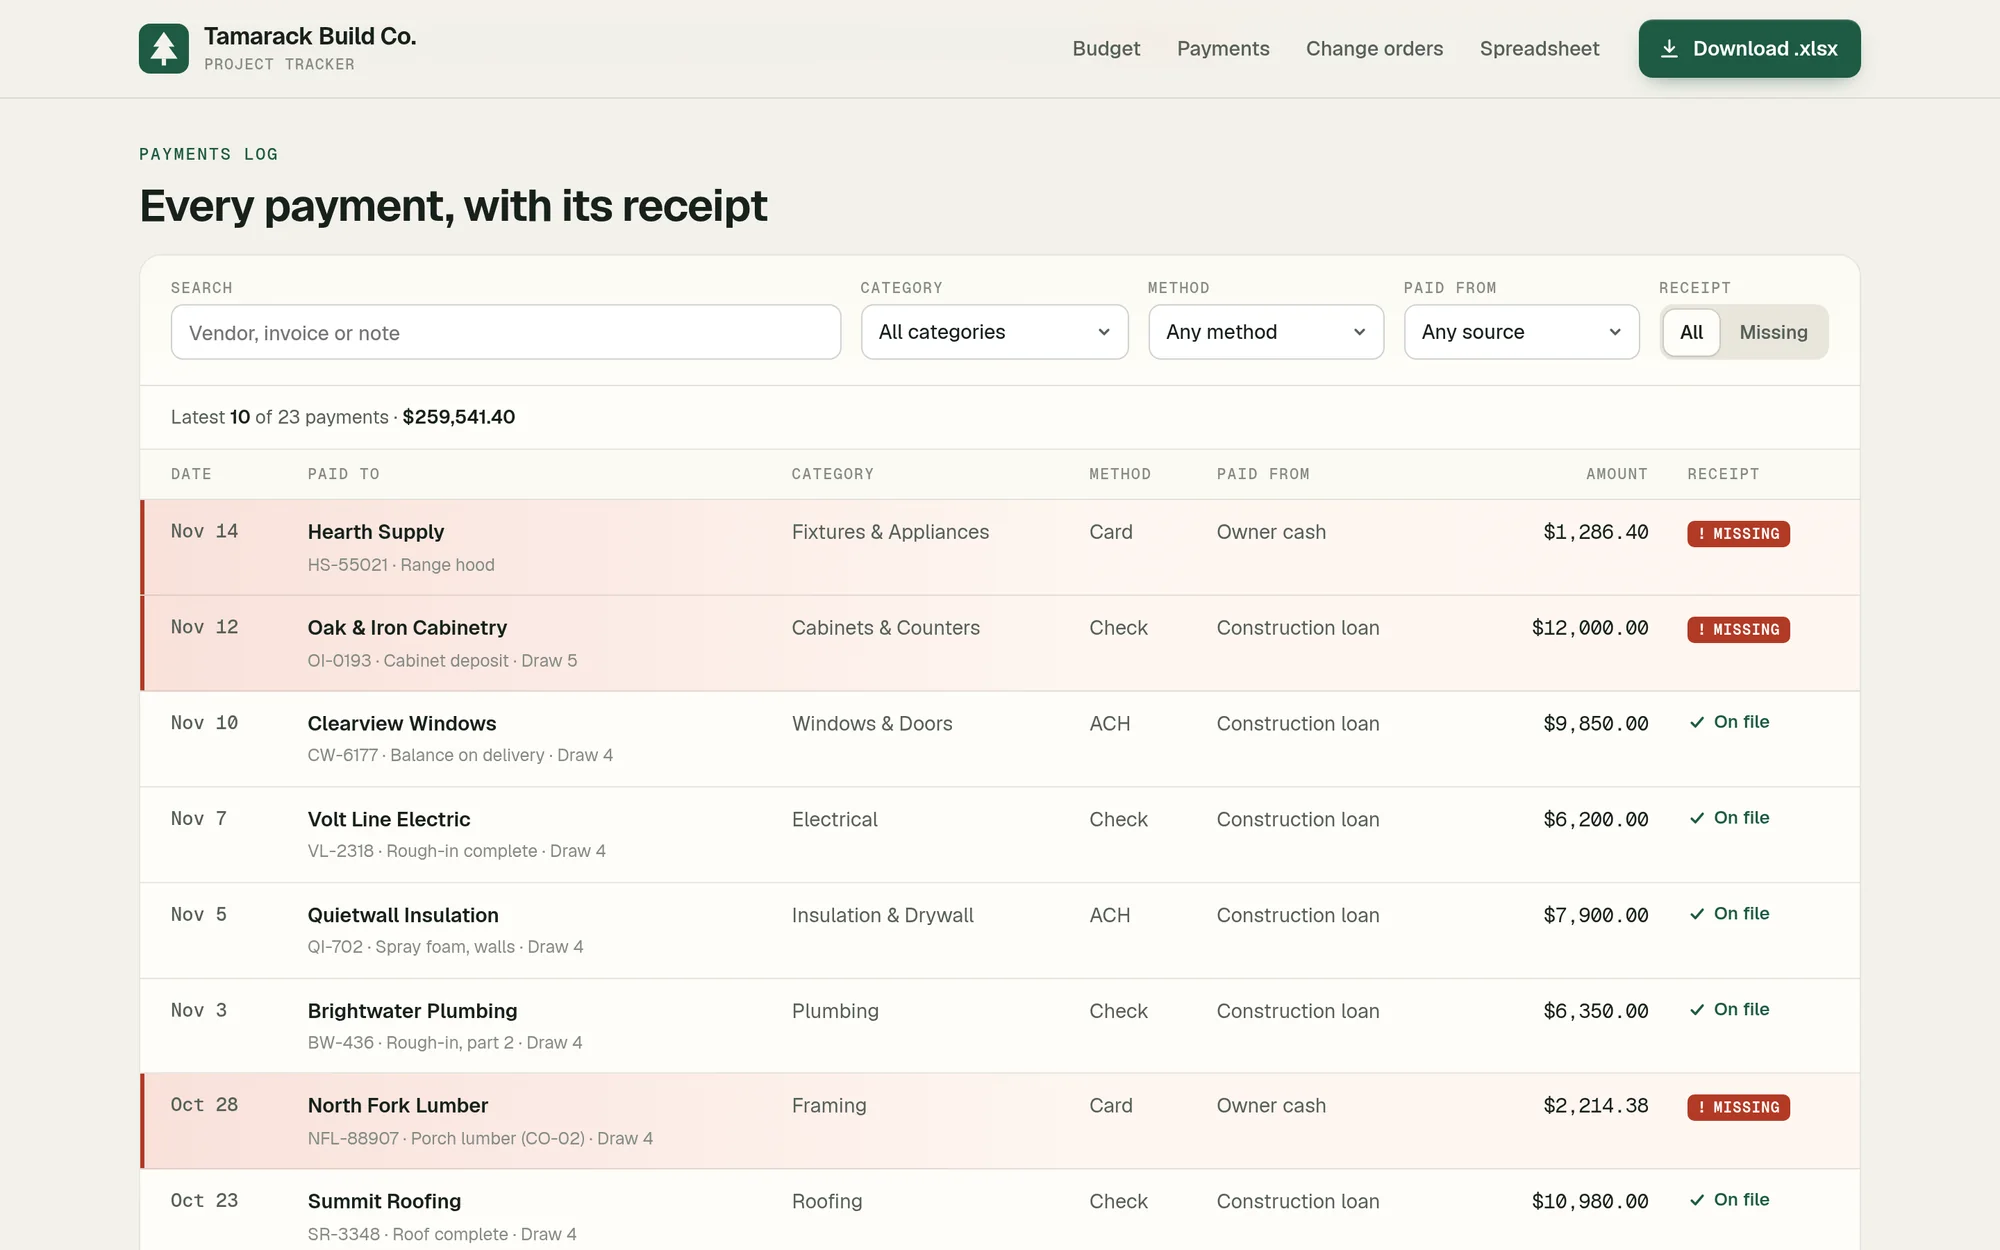 Tamarack Build Co.
PROJECT TRACKER
Budget
Payments
Change orders
Spreadsheet
Download .xlsx
PAYMENTS LOG
Every payment, with its receipt
SEARCH
CATEGORY
METHOD
PAID FROM
RECEIPT
Vendor, invoice or note
All categories
Any method
Any source
All
Missing
Latest 10 of 23 payments · $259,541.40
DATE PAID TO CATEGORY METHOD PAID FROM AMOUNT RECEIPT
Nov 14 Hearth Supply Fixtures & Appliances Card Owner cash $1,286.40 ! MISSING
HS-55021 · Range hood
Nov 12 Oak & Iron Cabinetry Cabinets & Counters Check Construction loan $12,000.00 ! MISSING
OI-0193 · Cabinet deposit · Draw 5
Nov 10 Clearview Windows Windows & Doors ACH Construction loan $9,850.00 ✓ On file
CW-6177 · Balance on delivery · Draw 4
Nov 7 Volt Line Electric Electrical Check Construction loan $6,200.00 ✓ On file
VL-2318 · Rough-in complete · Draw 4
Nov 5 Quietwall Insulation Insulation & Drywall ACH Construction loan $7,900.00 ✓ On file
QI-702 · Spray foam, walls · Draw 4
Nov 3 Brightwater Plumbing Plumbing Check Construction loan $6,350.00 ✓ On file
BW-436 · Rough-in, part 2 · Draw 4
Oct 28 North Fork Lumber Framing Card Owner cash $2,214.38 ! MISSING
NFL-88907 · Porch lumber (CO-02) · Draw 4
Oct 23 Summit Roofing Roofing Check Construction loan $10,980.00 ✓ On file
SR-3348 · Roof complete · Draw 4